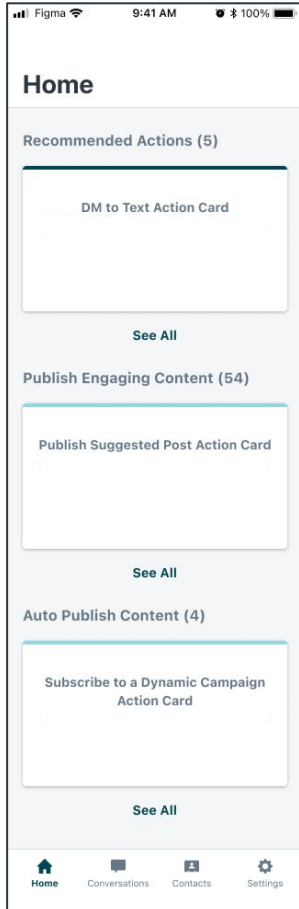 Figma 9:41 AM 100%
Home
Recommended Actions (5)
DM to Text Action Card
See All
Publish Engaging Content (54)
Publish Suggested Post Action Card
See All
Auto Publish Content (4)
Subscribe to a Dynamic Campaign
Action Card
See All
Home Conversations Contacts Settings